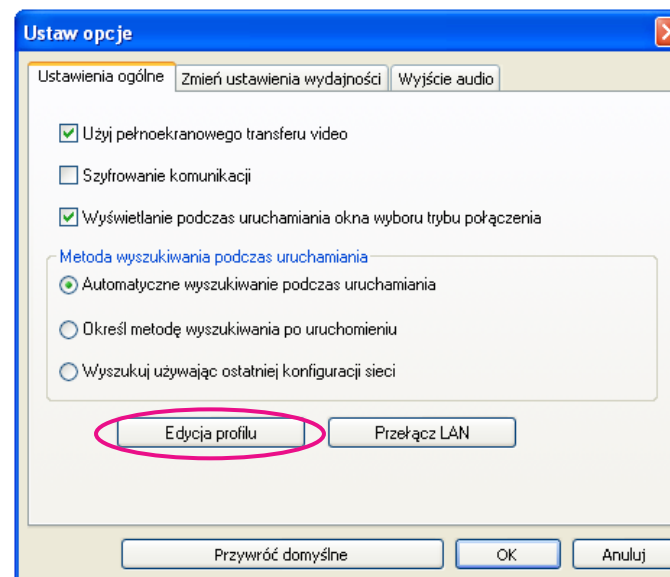 Ustaw opcje
Ustawienia ogólne Zmień ustawienia wydajności Wyjście audio
Użyj pełnoekranowego transferu video
Szyfrowanie komunikacji
Wyświetlanie podczas uruchamiania okna wyboru trybu połączenia
Metoda wyszukiwania podczas uruchamiania
Automatyczne wyszukiwanie podczas uruchamiania
Określ metodę wyszukiwania po uruchomieniu
Wyszukuj używając ostatniej konfiguracji sieci
Edycja profilu Przełącz LAN
Przywróć domyślne OK Anuluj